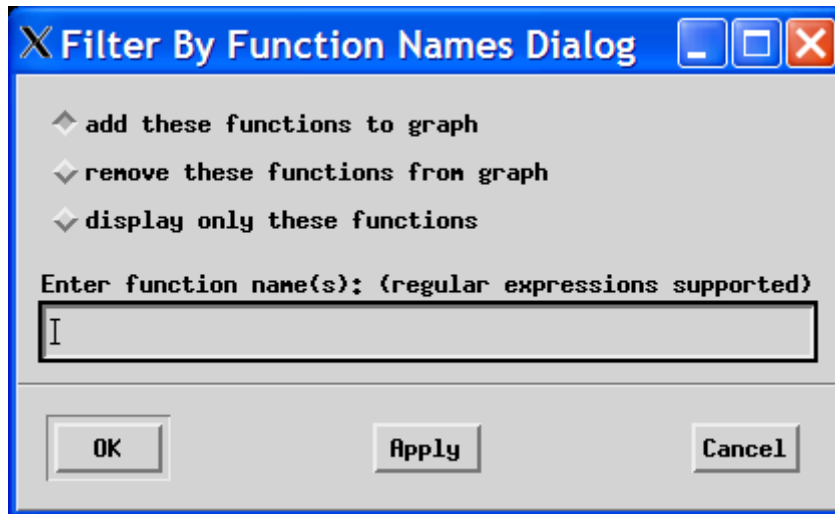 Filter By Function Names Dialog
add these functions to graph
remove these functions from graph
display only these functions
Enter function name(s): (regular expressions supported)
OK
Apply
Cancel